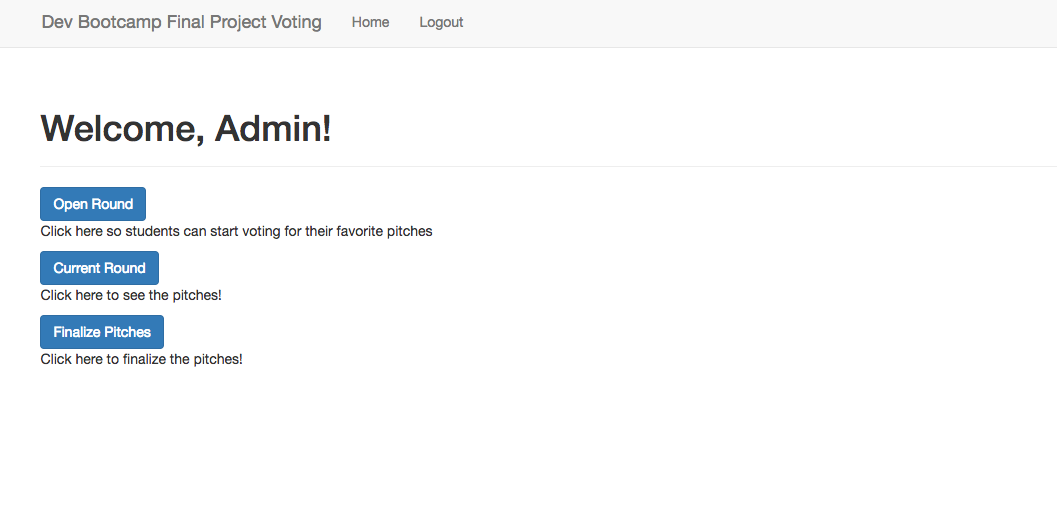 Dev Bootcamp Final Project Voting Home Logout
Welcome, Admin!
Open Round
Click here so students can start voting for their favorite pitches
Current Round
Click here to see the pitches!
Finalize Pitches
Click here to finalize the pitches!